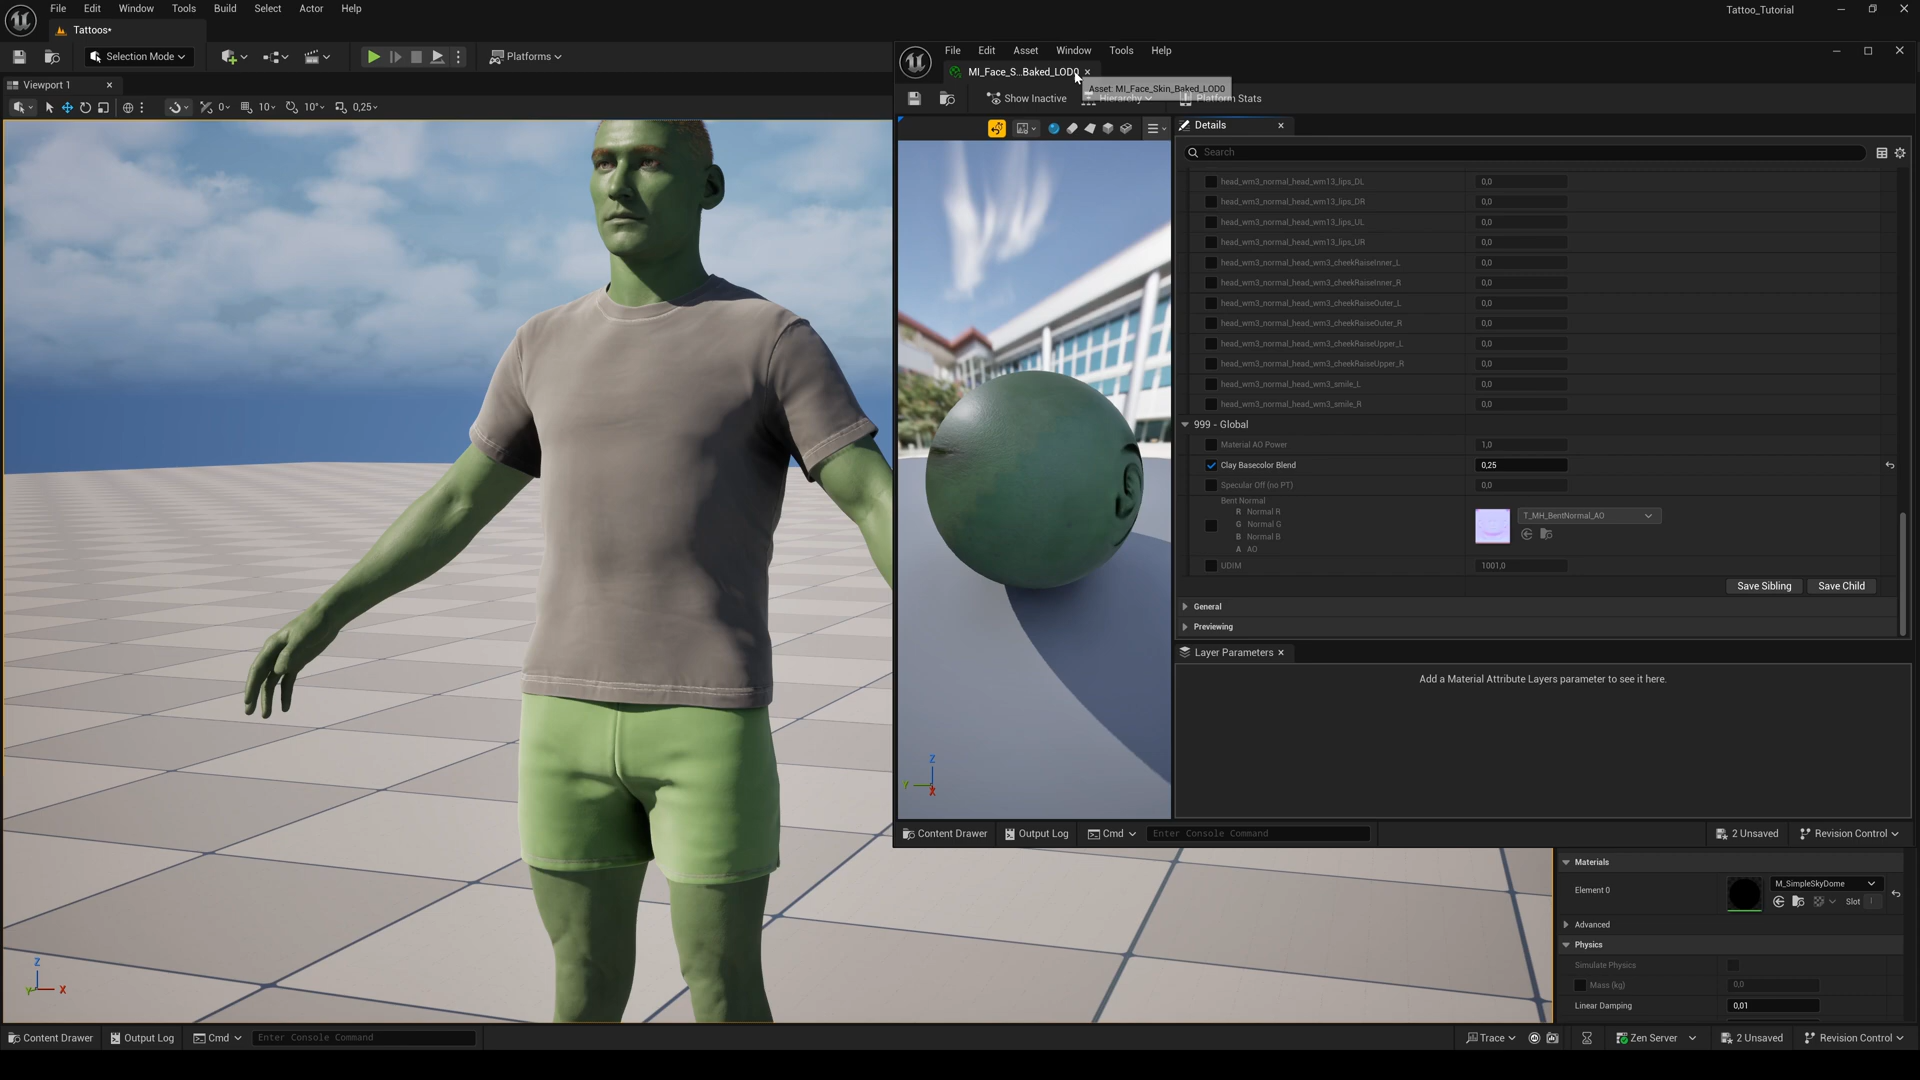 File Edit Window Tools Build Select Actor Help
Tattoo_Tutorial
Tattoos*
Selection Mode
Platforms
Viewport 1
0
10
10°
0,25
File Edit Asset Window Tools Help
MI_Face_S...Baked_LOD0
Asset: MI_Face_Skin_Baked_LOD0
Show Inactive
Hierarchy
Platform Stats
Details
Search
head_wm3_normal_head_wm13_lips_DL 0,0
head_wm3_normal_head_wm13_lips_DR 0,0
head_wm3_normal_head_wm13_lips_UL 0,0
head_wm3_normal_head_wm13_lips_UR 0,0
head_wm3_normal_head_wm3_cheekRaiseInner_L 0,0
head_wm3_normal_head_wm3_cheekRaiseInner_R 0,0
head_wm3_normal_head_wm3_cheekRaiseOuter_L 0,0
head_wm3_normal_head_wm3_cheekRaiseOuter_R 0,0
head_wm3_normal_head_wm3_cheekRaiseUpper_L 0,0
head_wm3_normal_head_wm3_cheekRaiseUpper_R 0,0
head_wm3_normal_head_wm3_smile_L 0,0
head_wm3_normal_head_wm3_smile_R 0,0
999 - Global
Material AO Power 1,0
Clay Basecolor Blend 0,25
Specular Off (no PT) 0,0
Bent Normal
R Normal R
G Normal G
B Normal B
A AO
T_MH_BentNormal_AO
UDIM 1001,0
Save Sibling Save Child
General
Previewing
Layer Parameters
Add a Material Attribute Layers parameter to see it here.
Z
Y
X
Content Drawer Output Log Cmd Enter Console Command 2 Unsaved Revision Control
Materials
Element 0
M_SimpleSkyDome
Slot
Advanced
Physics
Simulate Physics
Mass (kg) 0,0
Linear Damping 0,01
Z
Y
X
Content Drawer Output Log Cmd Enter Console Command Trace Zen Server 2 Unsaved Revision Control